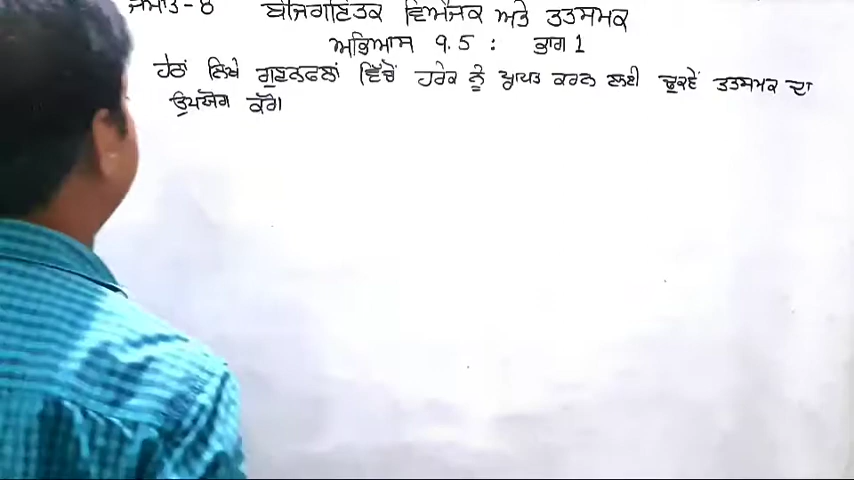 ਜਮਾਤ - 8 ਬੀਜਗਣਿਤਕ ਵਿਅੰਜਕ ਅਤੇ ਤਤਸਮਕ
ਅਭਿਆਸ 9.5 : ਭਾਗ 1
ਹੇਠਾਂ ਲਿਖੇ ਗੁਣਨਫਲਾਂ ਵਿੱਚੋਂ ਹਰੇਕ ਨੂੰ ਪ੍ਰਾਪਤ ਕਰਨ ਲਈ ਢੁਕਵੇਂ ਤਤਸਮਕ ਦਾ
ਉਪਯੋਗ ਕਰੋ।